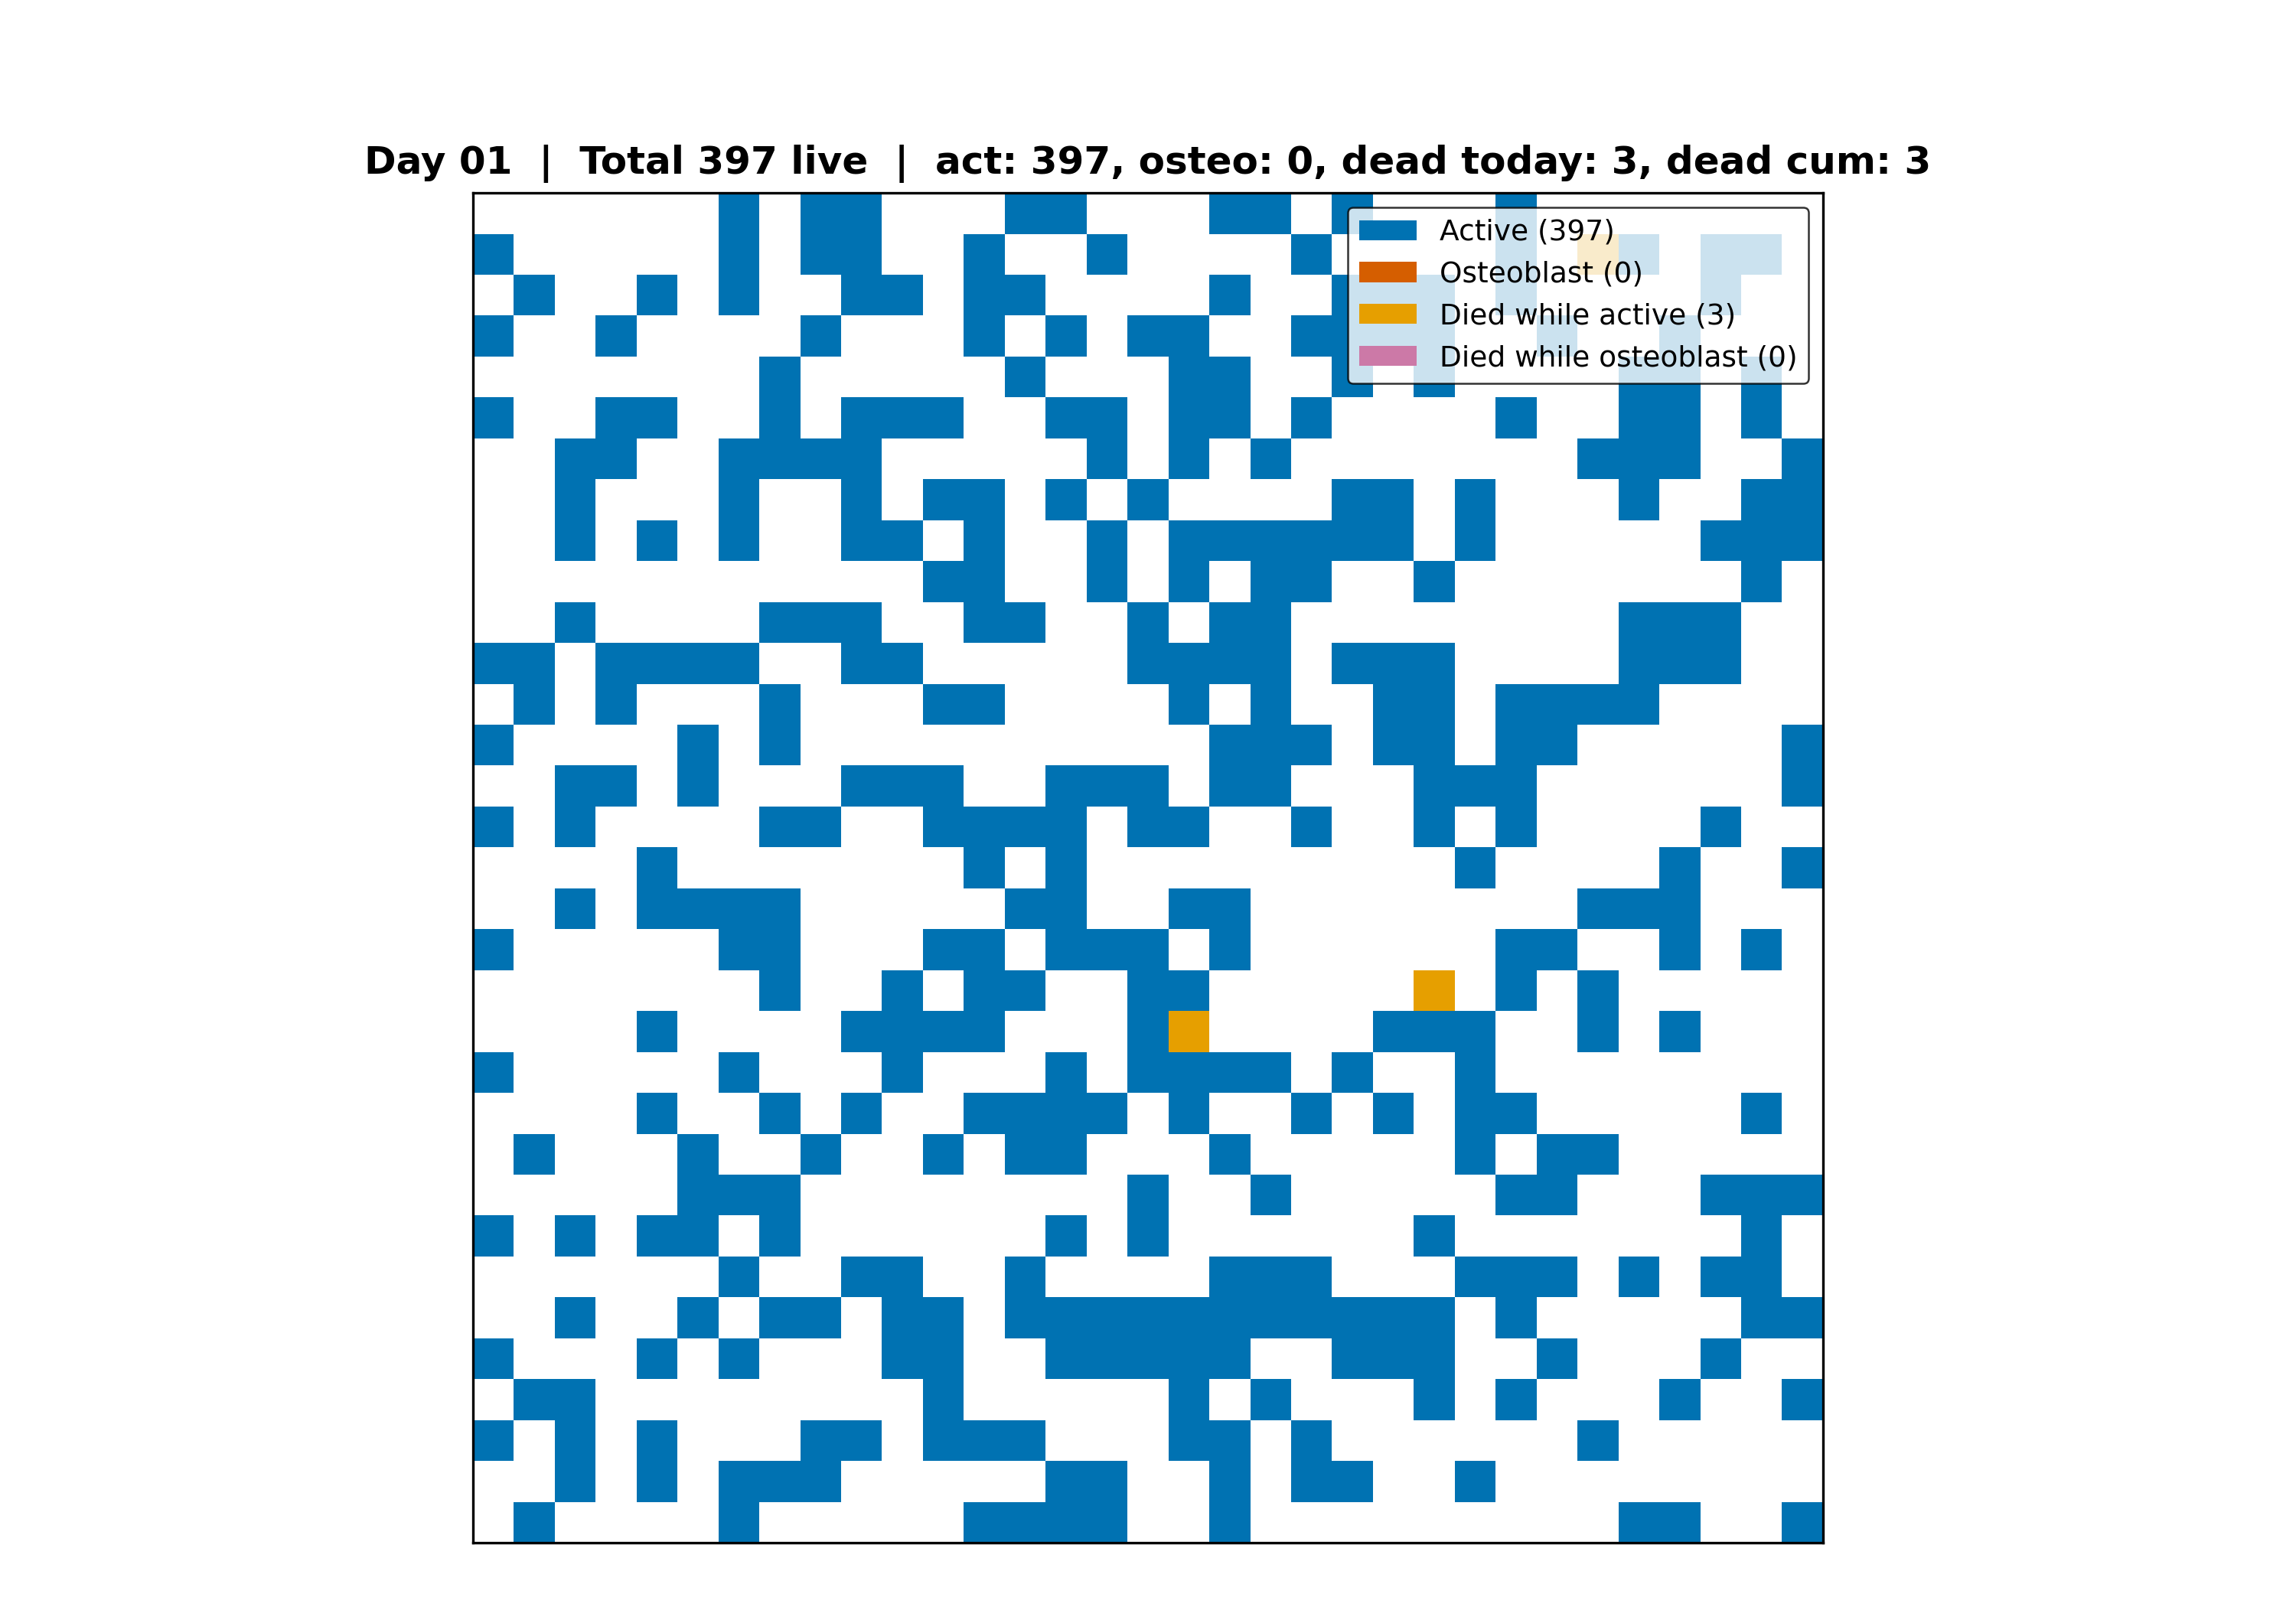 Day 01 | Total 397 live | act: 397, osteo: 0, dead today: 3, dead cum: 3
Active (397)
Osteoblast (0)
Died while active (3)
Died while osteoblast (0)